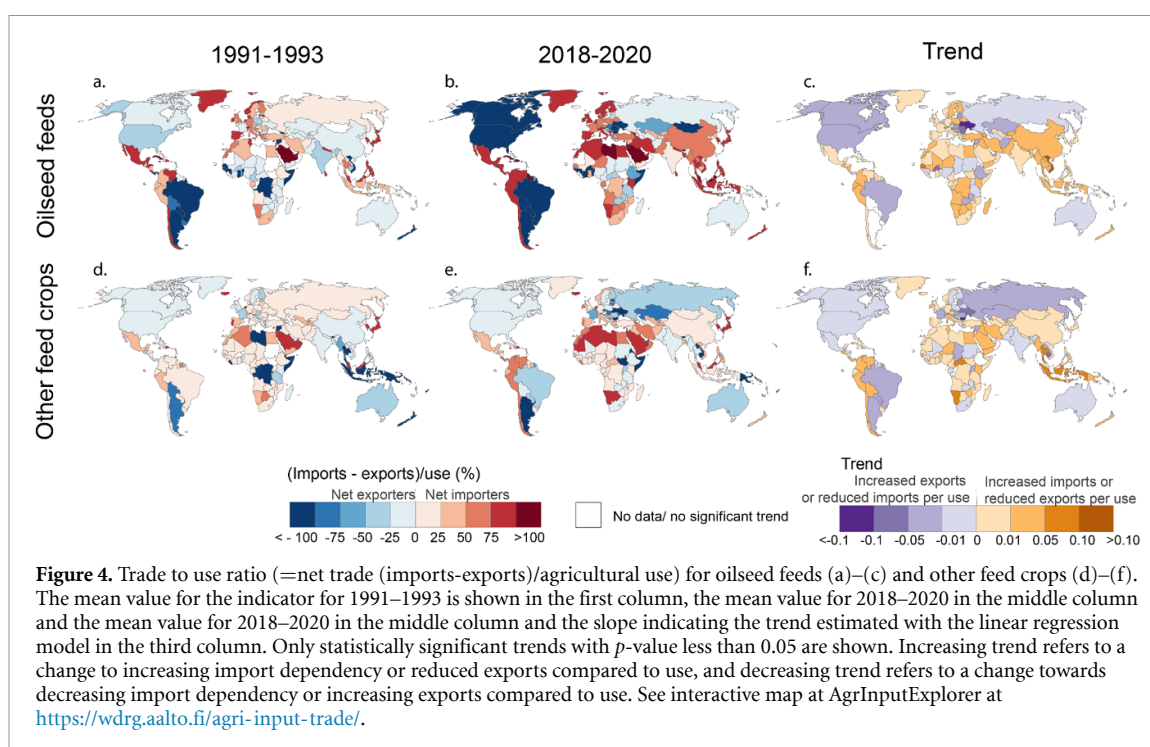 1991-1993
2018-2020
Trend
a.
b.
c.
Oilseed feeds
d.
e.
f.
Other feed crops
(Imports - exports)/use (%)
Net exporters Net importers
< - 100 -75 -50 -25 0 25 50 75 >100
No data/ no significant trend
Trend
Increased exports
or reduced imports per use
Increased imports or
reduced exports per use
<-0.1 -0.1 -0.05 -0.01 0 0.01 0.05 0.10 >0.10
Figure 4. Trade to use ratio (=net trade (imports-exports)/agricultural use) for oilseed feeds (a)–(c) and other feed crops (d)–(f).
The mean value for the indicator for 1991–1993 is shown in the first column, the mean value for 2018–2020 in the middle column
and the mean value for 2018–2020 in the middle column and the slope indicating the trend estimated with the linear regression
model in the third column. Only statistically significant trends with p-value less than 0.05 are shown. Increasing trend refers to a
change to increasing import dependency or reduced exports compared to use, and decreasing trend refers to a change towards
decreasing import dependency or increasing exports compared to use. See interactive map at AgrInputExplorer at
https://wdrg.aalto.fi/agri-input-trade/.